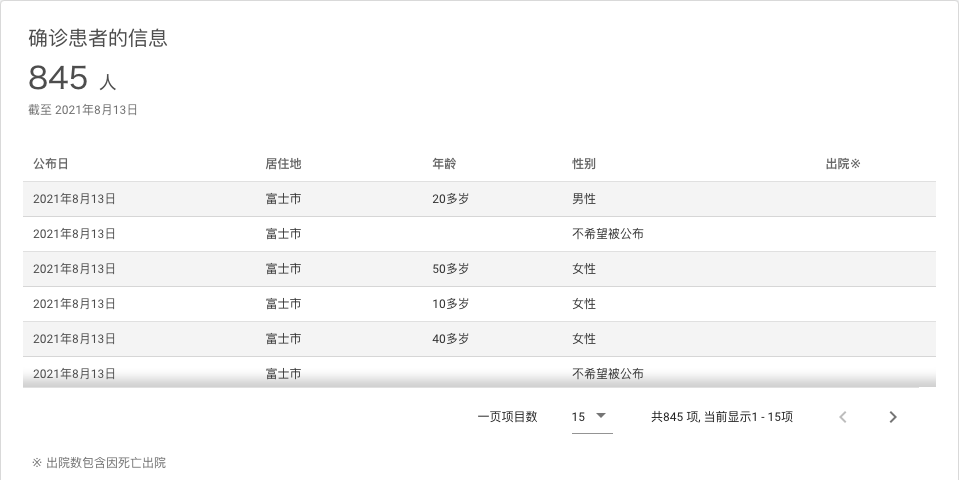 确诊患者的信息
845 人
截至 2021年8月13日
公布日 居住地 年龄 性别 出院※
2021年8月13日 富士市 20多岁 男性
2021年8月13日 富士市 不希望被公布
2021年8月13日 富士市 50多岁 女性
2021年8月13日 富士市 10多岁 女性
2021年8月13日 富士市 40多岁 女性
2021年8月13日 富士市 不希望被公布
一页项目数 15 共845 项, 当前显示1 - 15项
※ 出院数包含因死亡出院